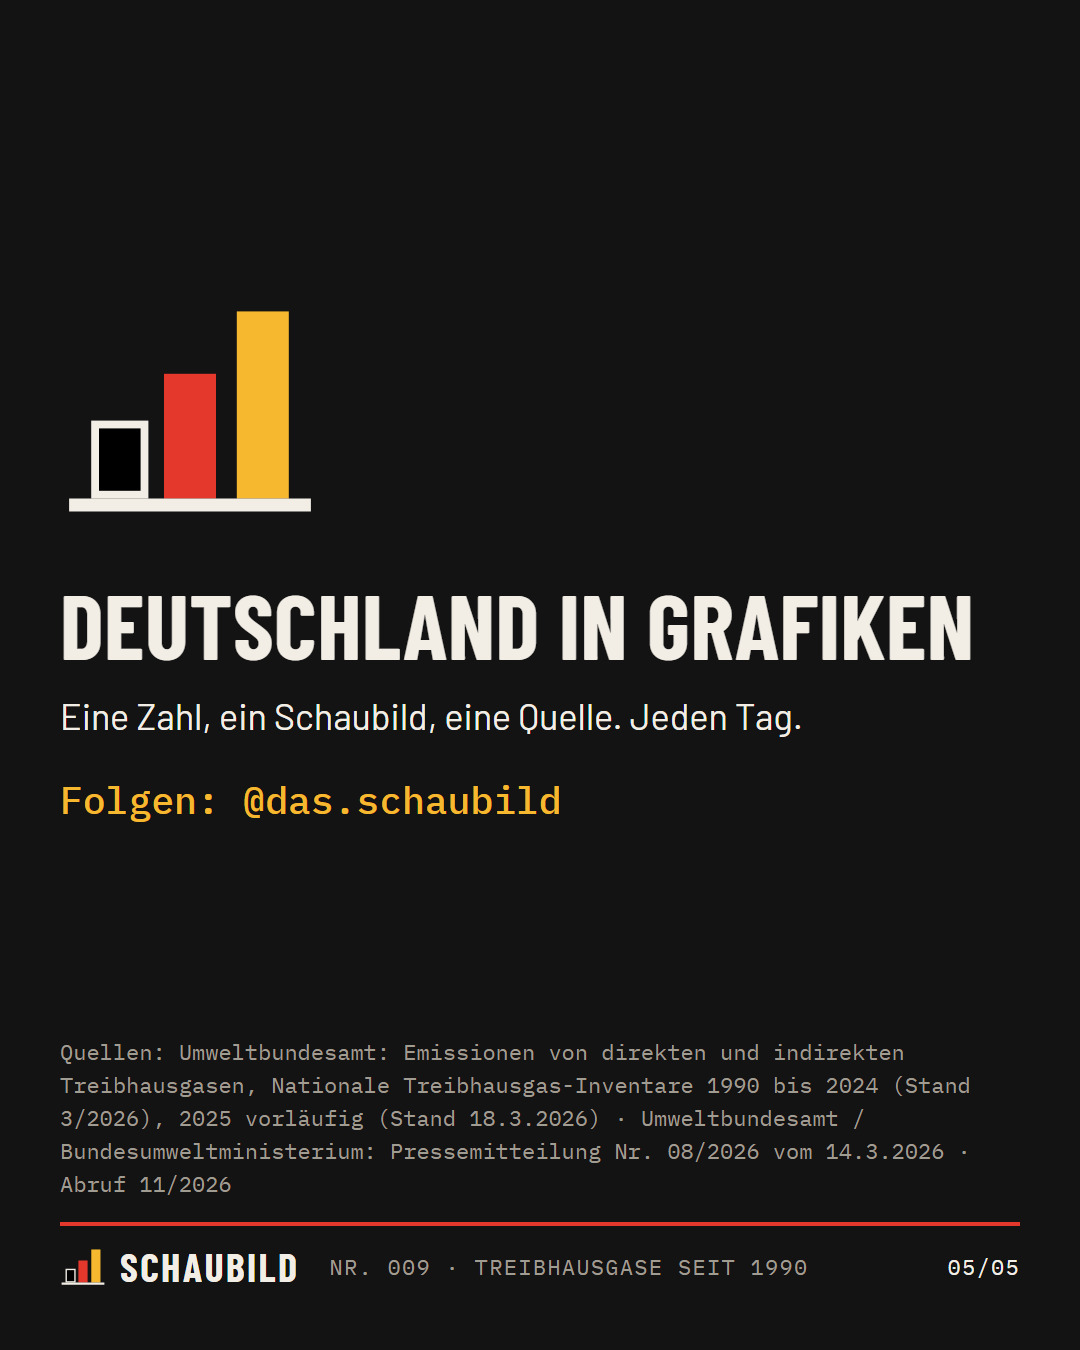 DEUTSCHLAND IN GRAFIKEN
Eine Zahl, ein Schaubild, eine Quelle. Jeden Tag.
Folgen: @das.schaubild
Quellen: Umweltbundesamt: Emissionen von direkten und indirekten
Treibhausgasen, Nationale Treibhausgas-Inventare 1990 bis 2024 (Stand
3/2026), 2025 vorläufig (Stand 18.3.2026) · Umweltbundesamt /
Bundesumweltministerium: Pressemitteilung Nr. 08/2026 vom 14.3.2026 ·
Abruf 11/2026
SCHAUBILD NR. 009 · TREIBHAUSGASE SEIT 1990 05/05